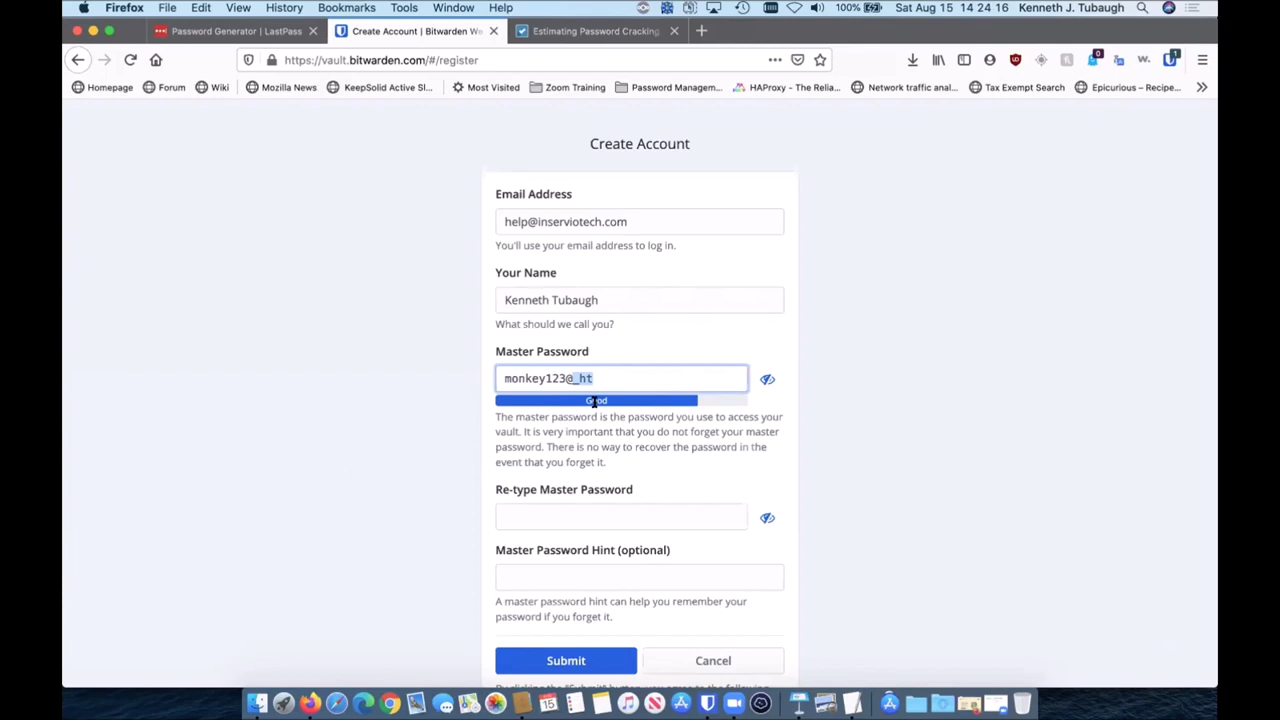 Firefox File Edit View History Bookmarks Tools Window Help 100% Sat Aug 15 14 24 16 Kenneth J. Tubaugh
Password Generator | LastPass Create Account | Bitwarden We Estimating Password Cracking
https://vault.bitwarden.com/#/register
Homepage Forum Wiki Mozilla News KeepSolid Active Sl... Most Visited Zoom Training Password Managem... HAProxy - The Relia... Network traffic anal... Tax Exempt Search Epicurious – Recipe...
Create Account
Email Address
help@inserviotech.com
You'll use your email address to log in.
Your Name
Kenneth Tubaugh
What should we call you?
Master Password
monkey123@_ht
Good
The master password is the password you use to access your
vault. It is very important that you do not forget your master
password. There is no way to recover the password in the
event that you forget it.
Re-type Master Password
Master Password Hint (optional)
A master password hint can help you remember your
password if you forget it.
Submit Cancel